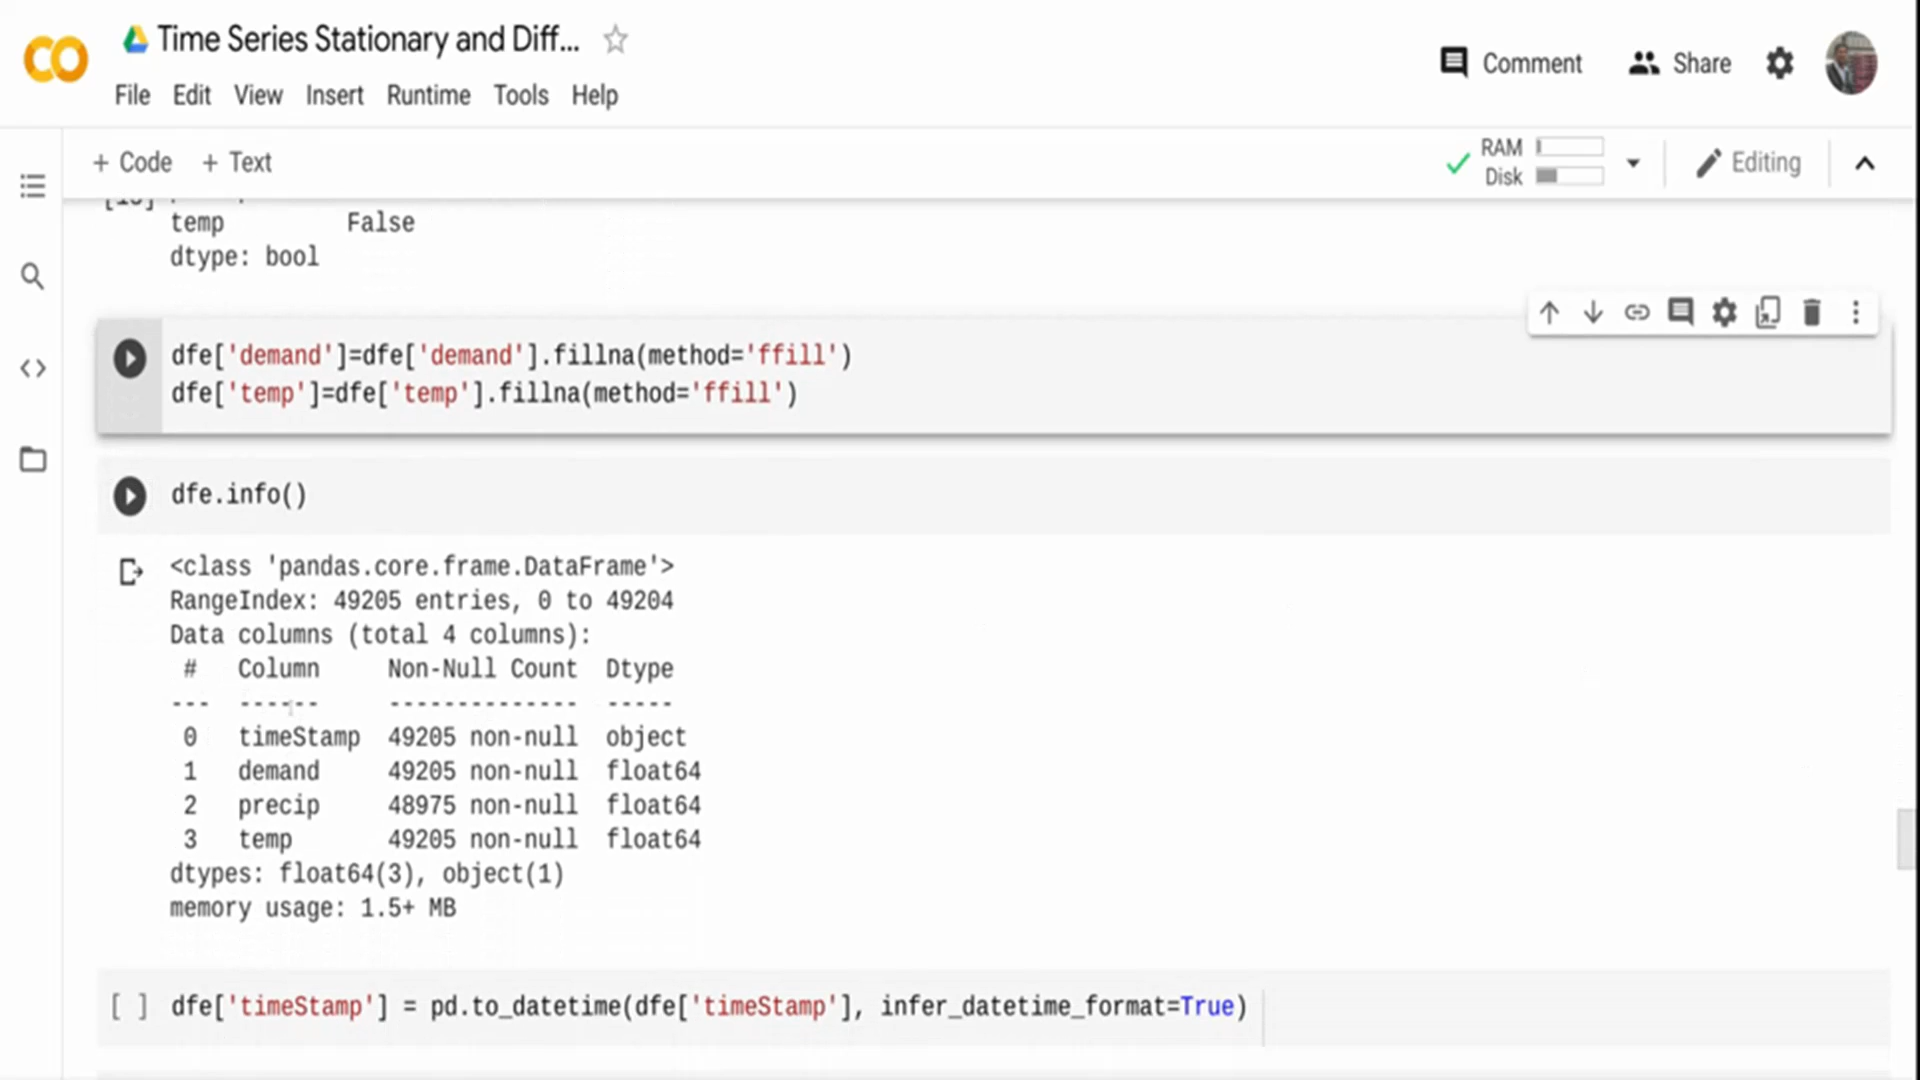 Time Series Stationary and Diff...
File Edit View Insert Runtime Tools Help
Comment
Share
+ Code + Text
RAM
Disk
Editing
temp False
dtype: bool
dfe['demand']=dfe['demand'].fillna(method='ffill')
dfe['temp']=dfe['temp'].fillna(method='ffill')
dfe.info()
<class 'pandas.core.frame.DataFrame'>
RangeIndex: 49205 entries, 0 to 49204
Data columns (total 4 columns):
# Column Non-Null Count Dtype
--- ------ -------------- -----
0 timeStamp 49205 non-null object
1 demand 49205 non-null float64
2 precip 48975 non-null float64
3 temp 49205 non-null float64
dtypes: float64(3), object(1)
memory usage: 1.5+ MB
[ ] dfe['timeStamp'] = pd.to_datetime(dfe['timeStamp'], infer_datetime_format=True)